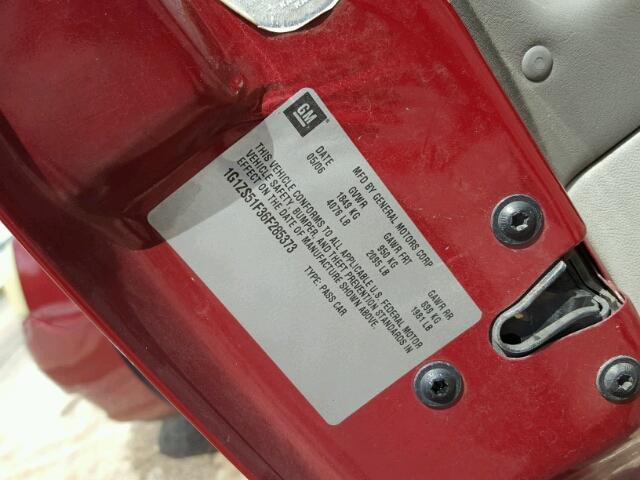 GM
MFD BY GENERAL MOTORS CORP
DATE GVWR GAWR FRT GAWR RR
05/06 1849 KG 950 KG 899 KG
4076 LB 2095 LB 1981 LB
THIS VEHICLE CONFORMS TO ALL APPLICABLE U.S. FEDERAL MOTOR
VEHICLE SAFETY, BUMPER, AND THEFT PREVENTION STANDARDS IN
EFFECT ON THE DATE OF MANUFACTURE SHOWN ABOVE.
1G1ZS51F36F265373 TYPE: PASS CAR